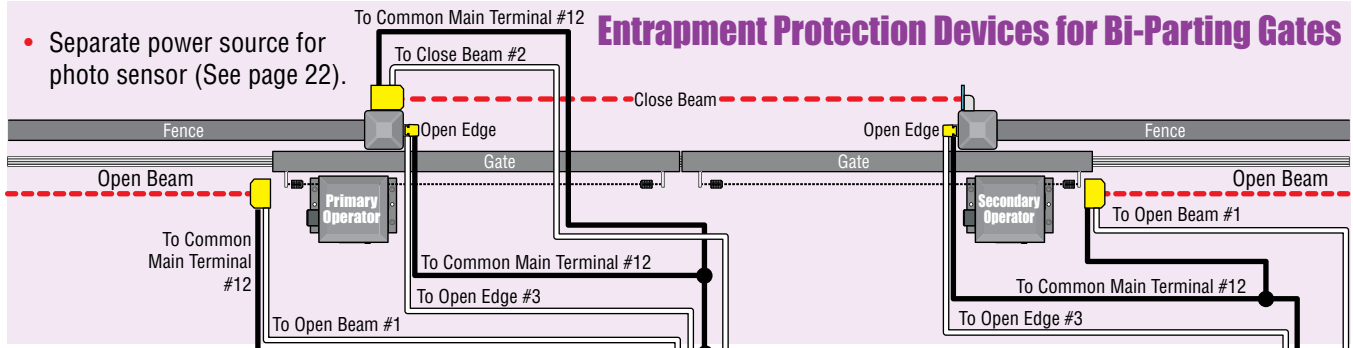 To Common Main Terminal #12
Entrapment Protection Devices for Bi-Parting Gates
• Separate power source for
photo sensor (See page 22).
To Close Beam #2
Close Beam
Fence
Open Edge
Open Edge
Fence
Gate
Gate
Open Beam
Open Beam
Primary
Operator
Secondary
Operator
To Open Beam #1
To Common
Main Terminal
#12
To Common Main Terminal #12
To Common Main Terminal #12
To Open Edge #3
To Open Edge #3
To Open Beam #1